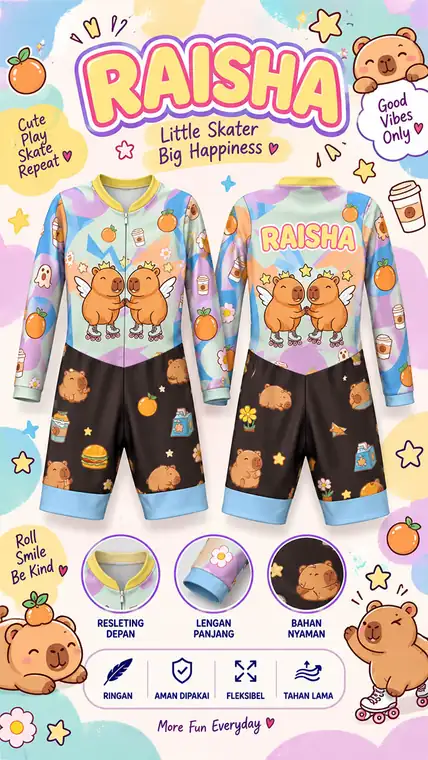 RAISHA
Little Skater
Big Happiness
Cute
Play
Skate
Repeat
Good
Vibes
Only
RAISHA
Roll
Smile
Be Kind
RESLETING
DEPAN
LENGAN
PANJANG
BAHAN
NYAMAN
RINGAN
AMAN DIPAKAI
FLEKSIBEL
TAHAN LAMA
More Fun Everyday